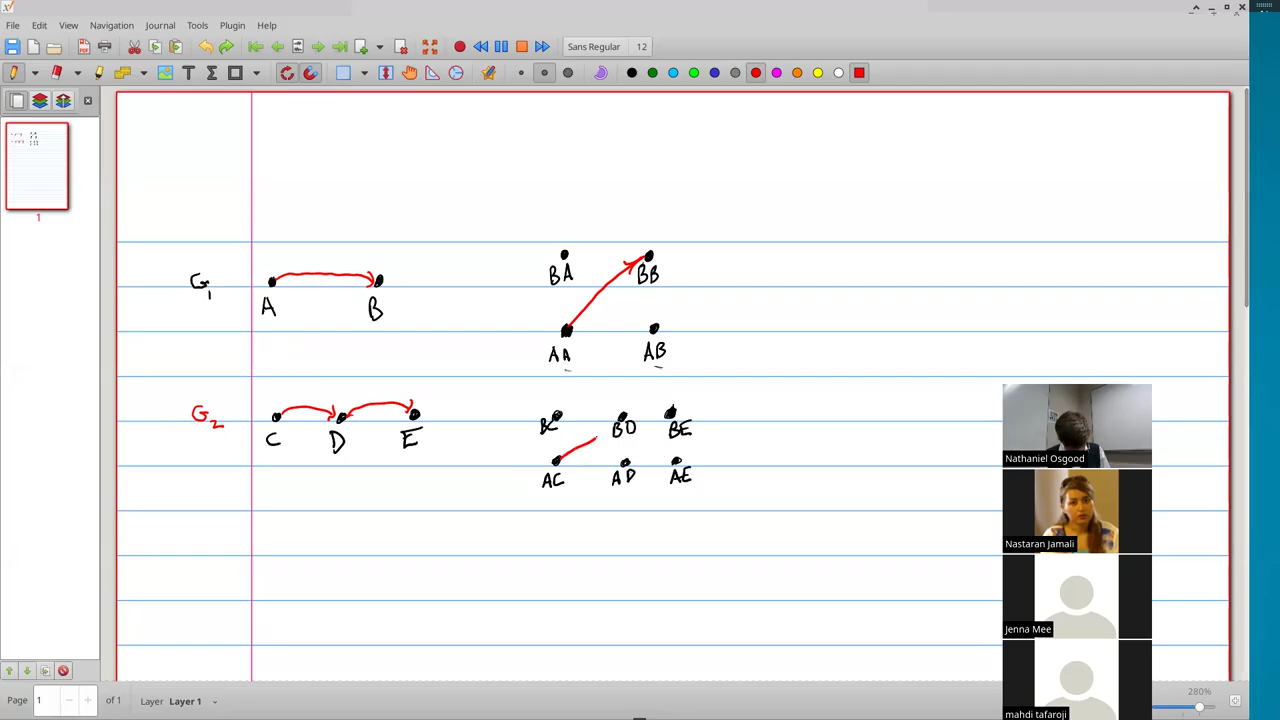 File Edit View Navigation Journal Tools Plugin Help
Sans Regular 12
1
BA BB
G1 A B
AA AB
G2 C D E
BC BD BE
AC AD AE
Nathaniel Osgood
Nastaran Jamali
Jenna Mee
mahdi tafaroji
Page 1 of 1 Layer Layer 1
280%